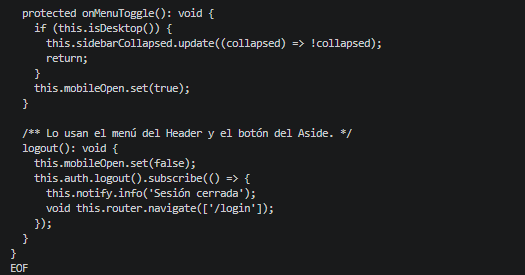 protected onMenuToggle(): void {
if (this.isDesktop()) {
this.sidebarCollapsed.update((collapsed) => !collapsed);
return;
}
this.mobileOpen.set(true);
}
/** Lo usan el menú del Header y el botón del Aside. */
logout(): void {
this.mobileOpen.set(false);
this.auth.logout().subscribe(() => {
this.notify.info('Sesión cerrada');
void this.router.navigate(['/login']);
});
}
}
EOF